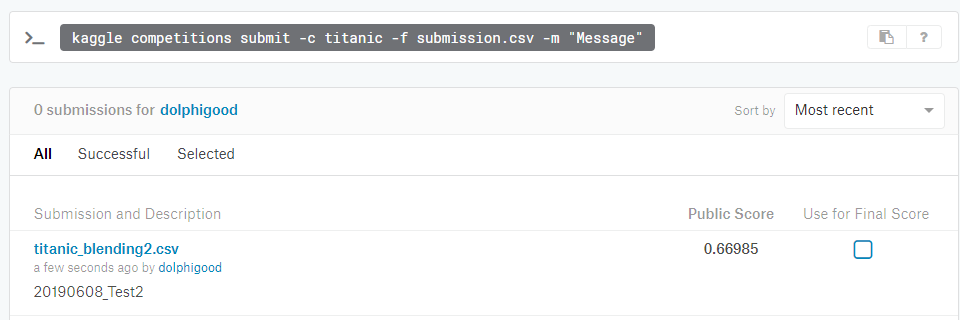 >_ kaggle competitions submit -c titanic -f submission.csv -m "Message" ?
0 submissions for dolphigood Sort by Most recent
All Successful Selected
Submission and Description Public Score Use for Final Score
titanic_blending2.csv 0.66985
a few seconds ago by dolphigood
20190608_Test2